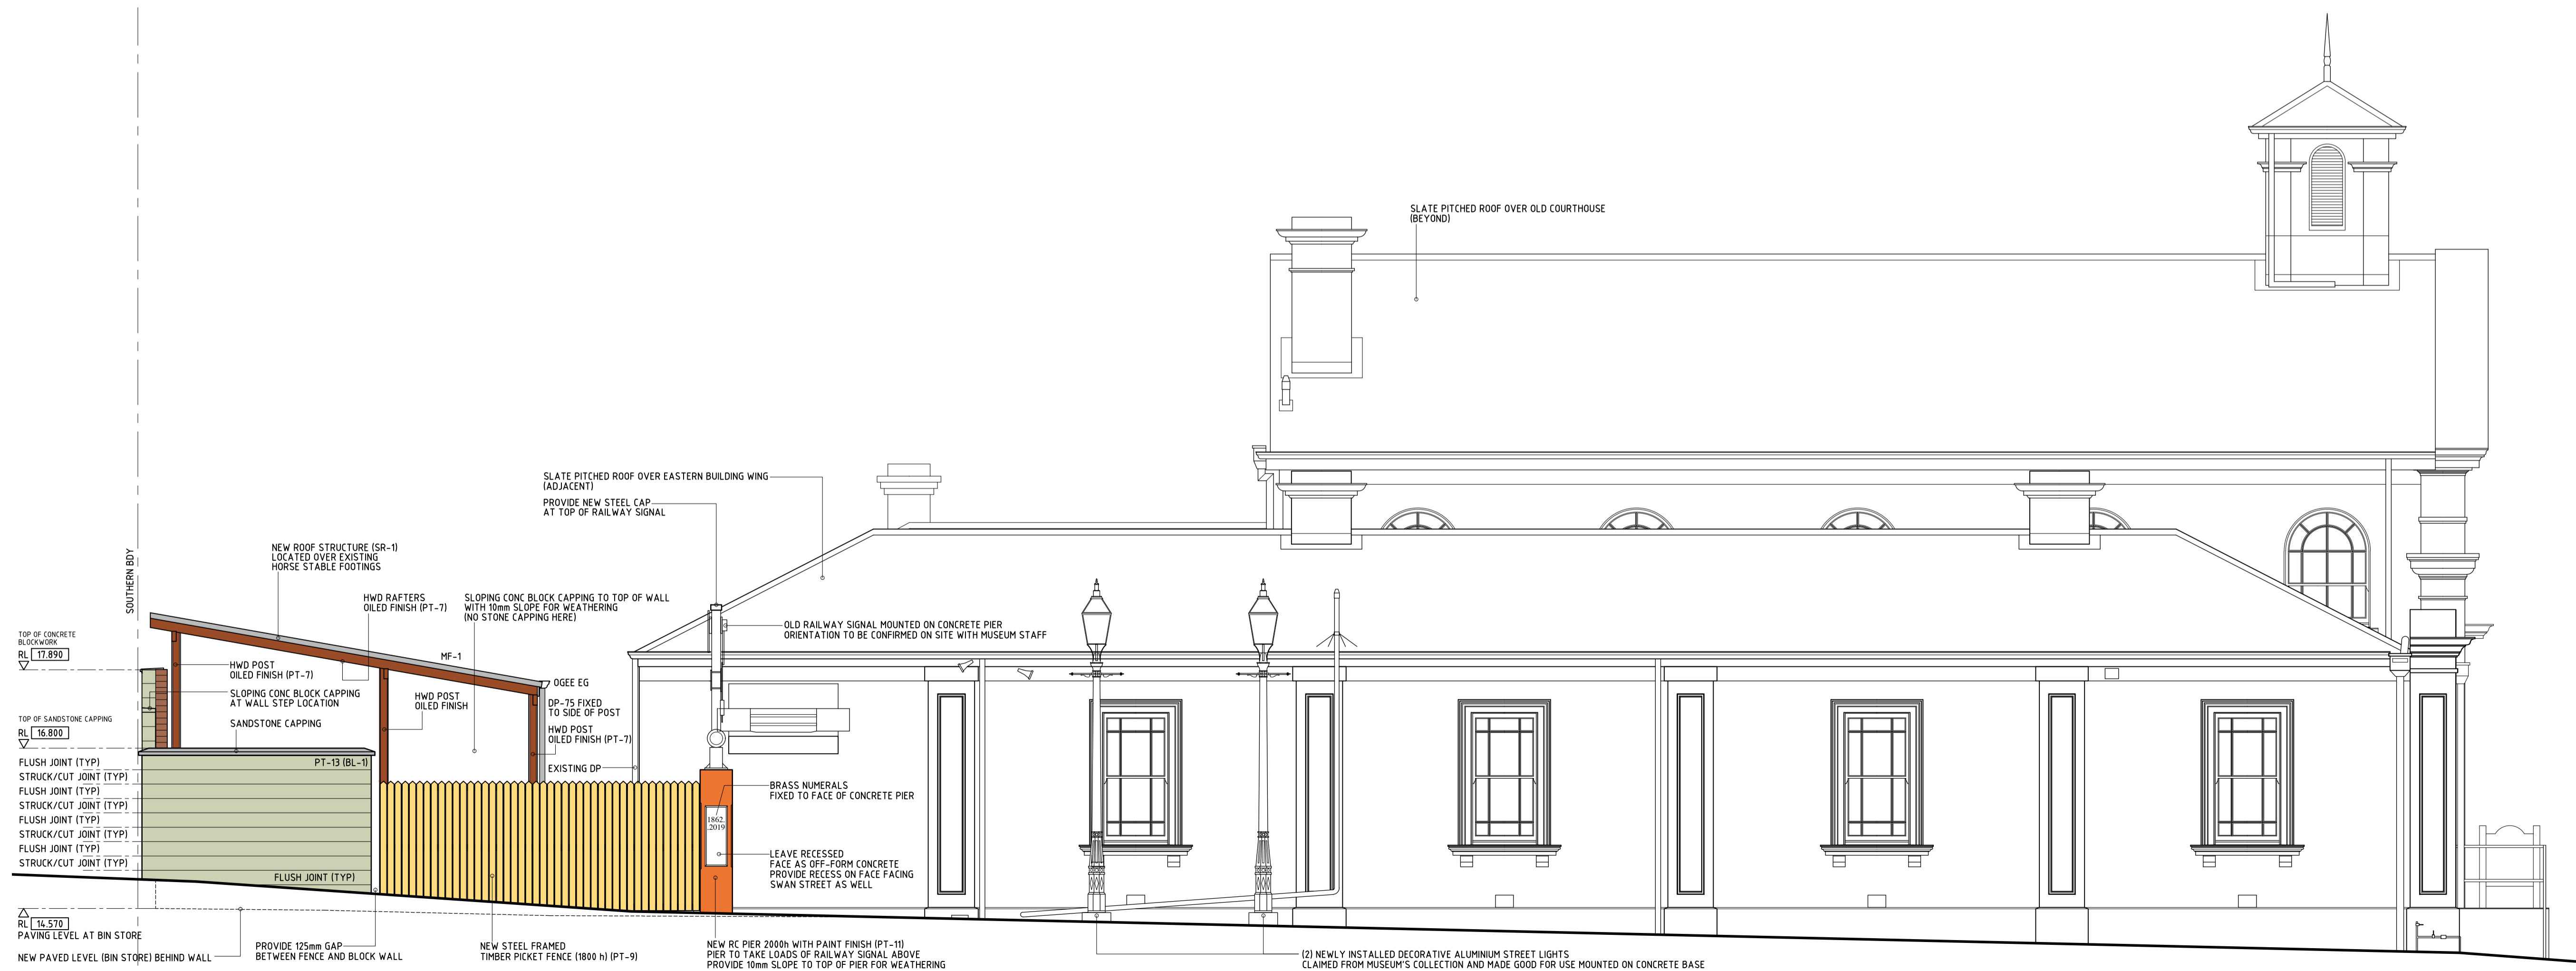 SLATE PITCHED ROOF OVER OLD COURTHOUSE
(BEYOND)
SLATE PITCHED ROOF OVER EASTERN BUILDING WING
(ADJACENT)
PROVIDE NEW STEEL CAP
AT TOP OF RAILWAY SIGNAL
SOUTHERN BDY
NEW ROOF STRUCTURE (SR-1)
LOCATED OVER EXISTING
HORSE STABLE FOOTINGS
HWD RAFTERS
OILED FINISH (PT-7)
SLOPING CONC BLOCK CAPPING TO TOP OF WALL
WITH 10mm SLOPE FOR WEATHERING
(NO STONE CAPPING HERE)
OLD RAILWAY SIGNAL MOUNTED ON CONCRETE PIER
ORIENTATION TO BE CONFIRMED ON SITE WITH MUSEUM STAFF
TOP OF CONCRETE
BLOCKWORK
RL 17.890
MF-1
HWD POST
OILED FINISH (PT-7)
OGEE EG
SLOPING CONC BLOCK CAPPING
AT WALL STEP LOCATION
HWD POST
OILED FINISH
DP-75 FIXED
TO SIDE OF POST
TOP OF SANDSTONE CAPPING
RL 16.800
SANDSTONE CAPPING
HWD POST
OILED FINISH (PT-7)
FLUSH JOINT (TYP)
PT-13 (BL-1)
EXISTING DP
STRUCK/CUT JOINT (TYP)
FLUSH JOINT (TYP)
STRUCK/CUT JOINT (TYP)
FLUSH JOINT (TYP)
STRUCK/CUT JOINT (TYP)
FLUSH JOINT (TYP)
STRUCK/CUT JOINT (TYP)
FLUSH JOINT (TYP)
BRASS NUMERALS
FIXED TO FACE OF CONCRETE PIER
1862.
.2019
LEAVE RECESSED
FACE AS OFF-FORM CONCRETE
PROVIDE RECESS ON FACE FACING
SWAN STREET AS WELL
RL 14.570
PAVING LEVEL AT BIN STORE
NEW PAVED LEVEL (BIN STORE) BEHIND WALL
PROVIDE 125mm GAP
BETWEEN FENCE AND BLOCK WALL
NEW STEEL FRAMED
TIMBER PICKET FENCE (1800 h) (PT-9)
NEW RC PIER 2000h WITH PAINT FINISH (PT-11)
PIER TO TAKE LOADS OF RAILWAY SIGNAL ABOVE
PROVIDE 10mm SLOPE TO TOP OF PIER FOR WEATHERING
(2) NEWLY INSTALLED DECORATIVE ALUMINIUM STREET LIGHTS
CLAIMED FROM MUSEUM'S COLLECTION AND MADE GOOD FOR USE MOUNTED ON CONCRETE BASE